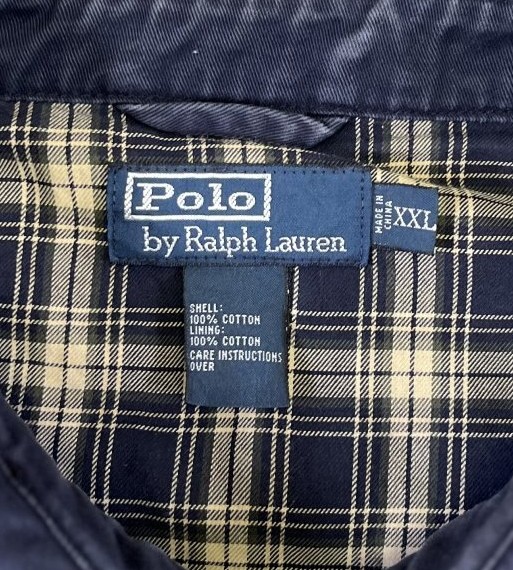 Polo
by Ralph Lauren
MADE IN
CHINA
XXL
SHELL:
100% COTTON
LINING:
100% COTTON
CARE INSTRUCTIONS
OVER